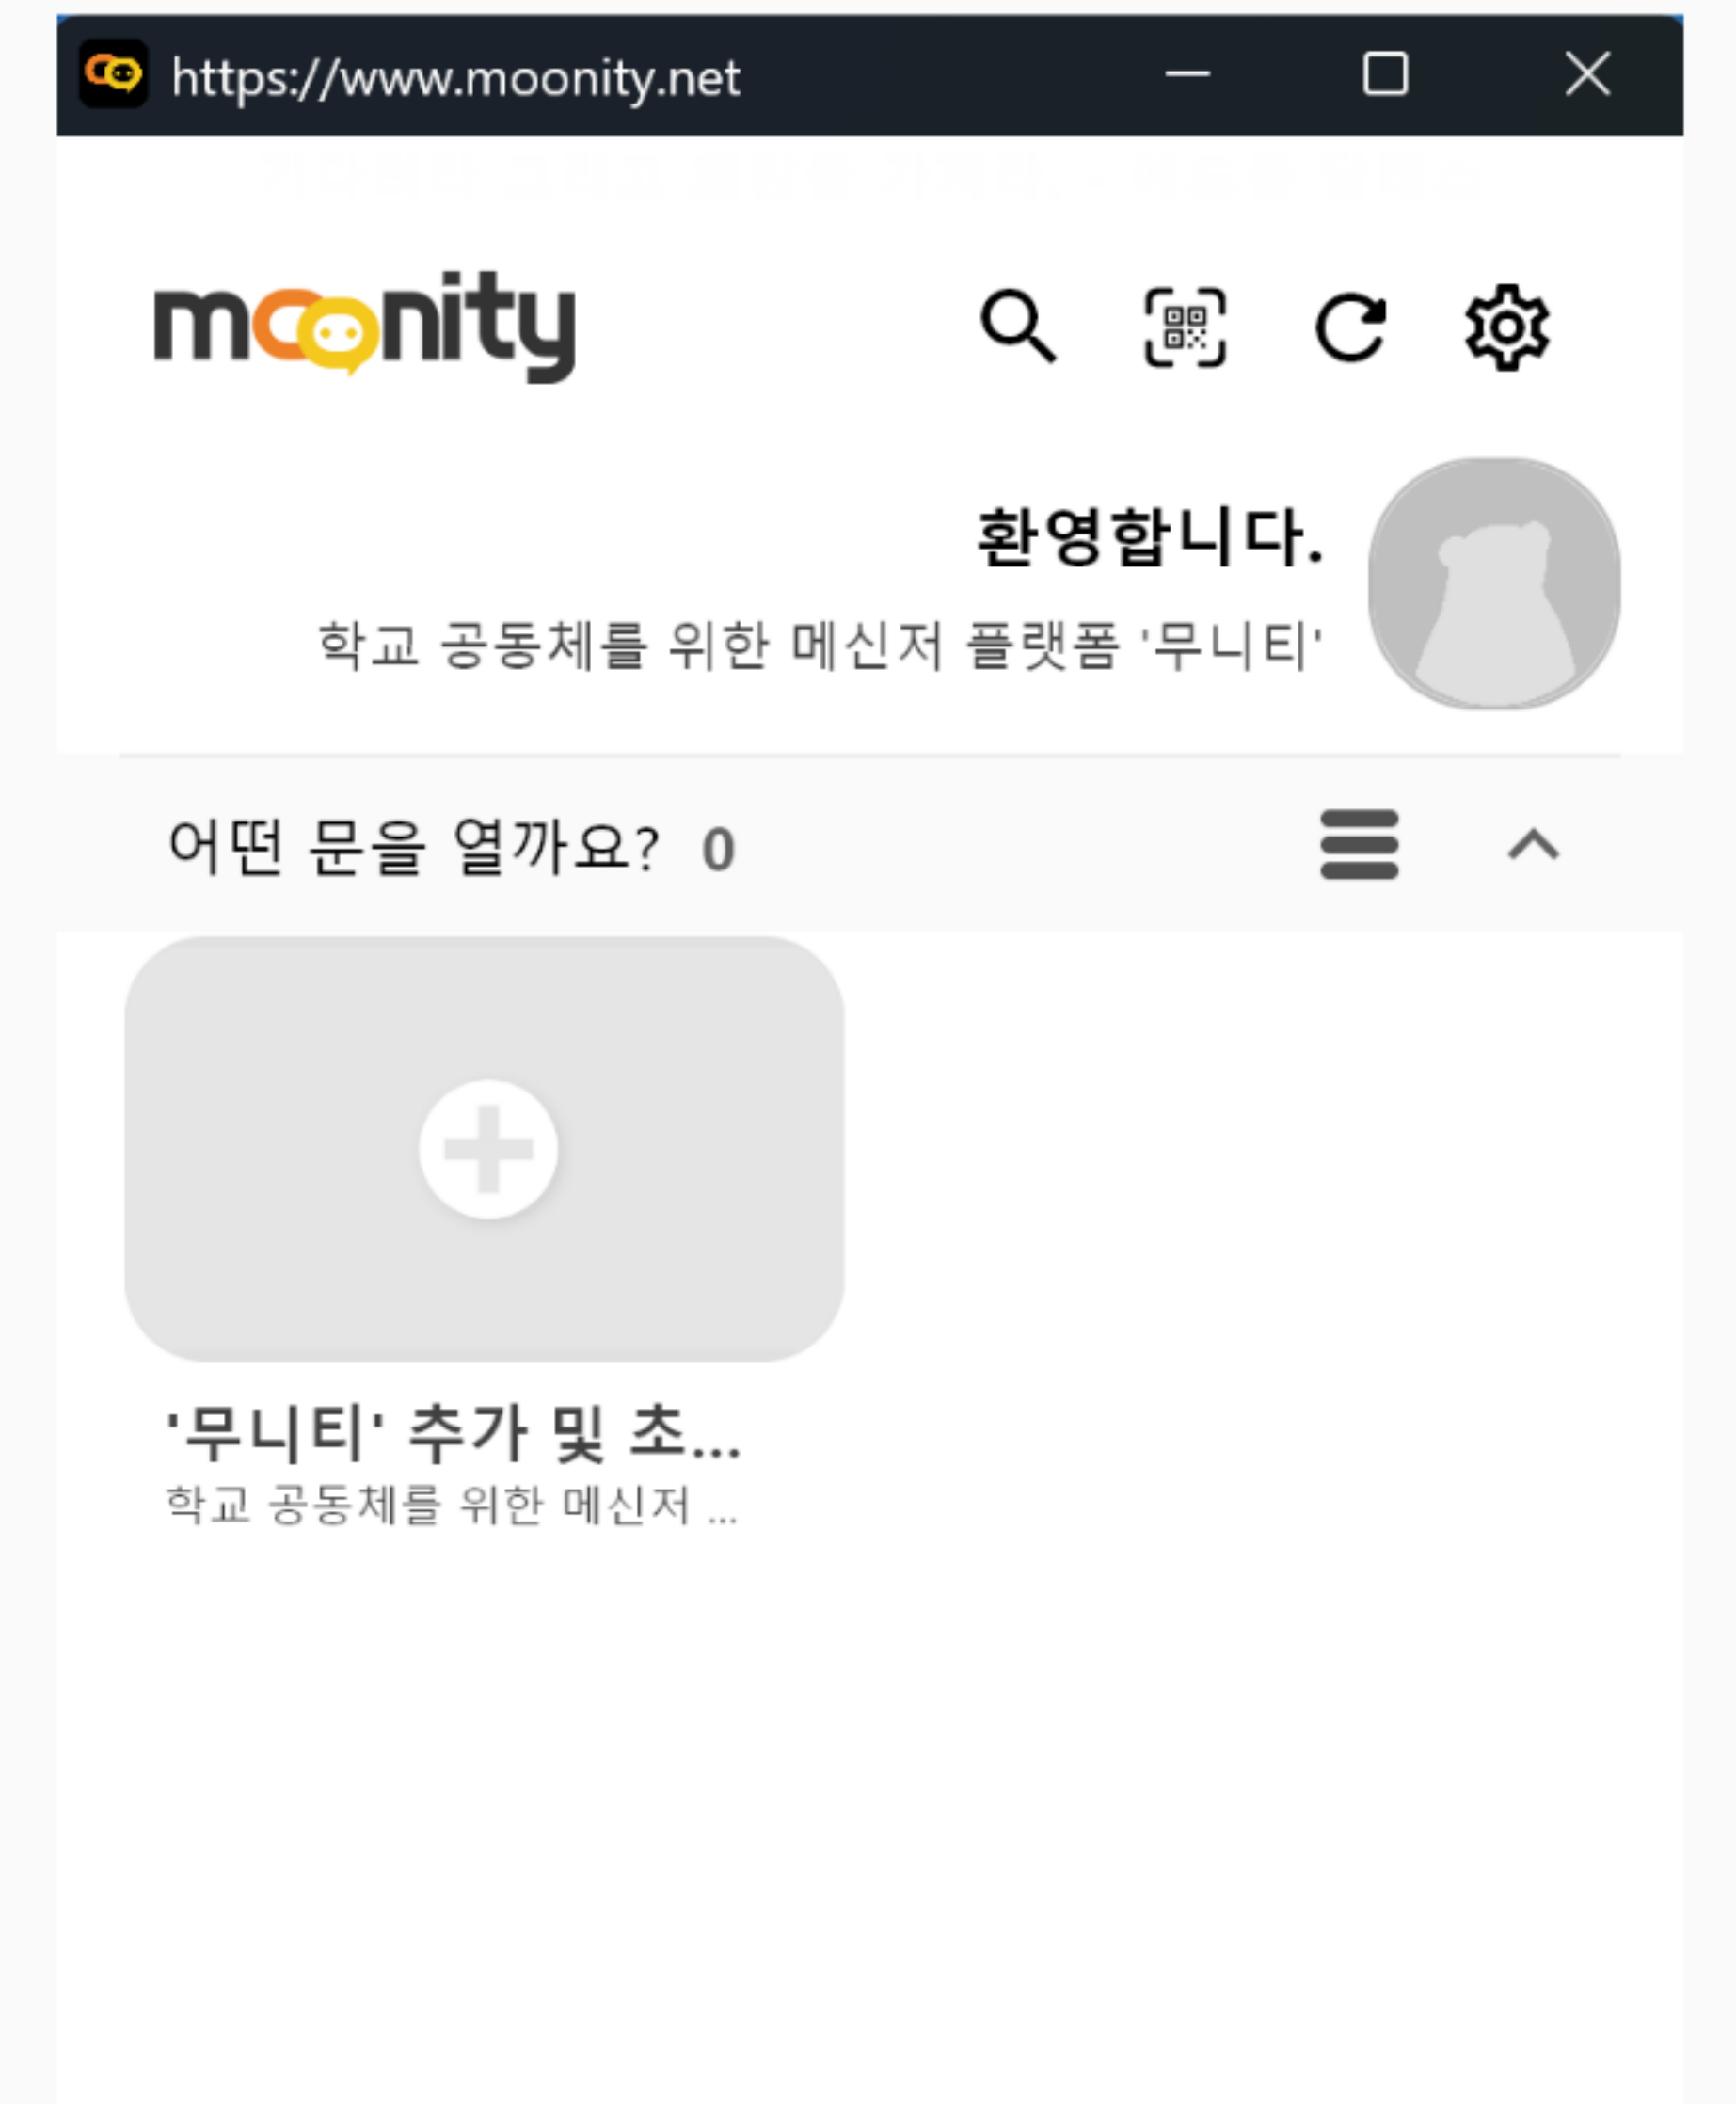 https://www.moonity.net
moonity
환영합니다.
학교 공동체를 위한 메신저 플랫폼 '무니티'
어떤 문을 열까요? 0
'무니티' 추가 및 초...
학교 공동체를 위한 메신저 ...